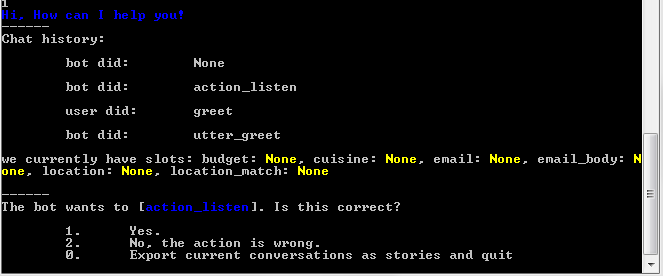 1
Hi. How can I help you?
------
Chat history:
bot did: None
bot did: action_listen
user did: greet
bot did: utter_greet
we currently have slots: budget: None, cuisine: None, email: None, email_body: N
one, location: None, location_match: None
------
The bot wants to [action_listen]. Is this correct?
1. Yes.
2. No, the action is wrong.
0. Export current conversations as stories and quit